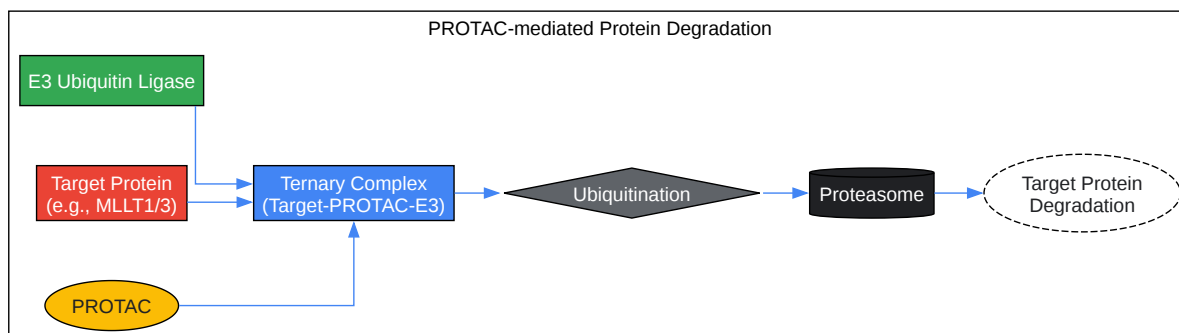 PROTAC-mediated Protein Degradation
E3 Ubiquitin Ligase
Target Protein
(e.g., MLLT1/3)
Ternary Complex
(Target-PROTAC-E3)
Ubiquitination
Proteasome
Target Protein
Degradation
PROTAC